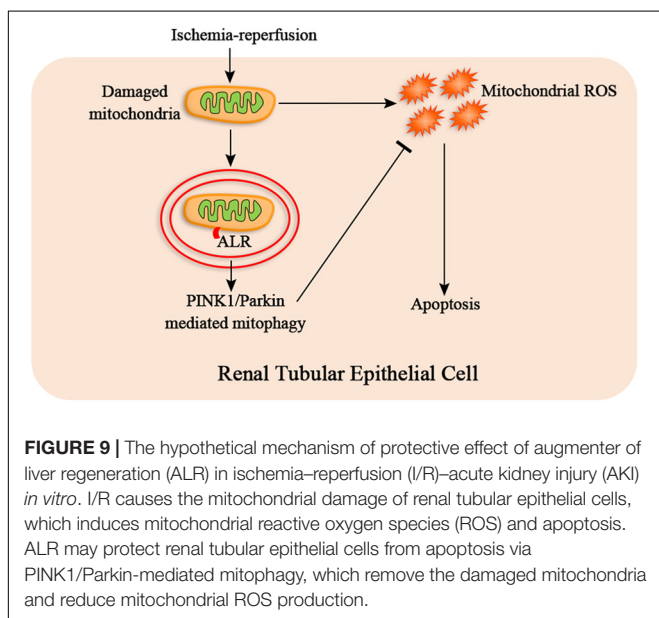 Ischemia-reperfusion
Damaged
mitochondria
Mitochondrial ROS
ALR
PINK1/Parkin
mediated mitophagy
Apoptosis
Renal Tubular Epithelial Cell
FIGURE 9 | The hypothetical mechanism of protective effect of augmenter of
liver regeneration (ALR) in ischemia–reperfusion (I/R)–acute kidney injury (AKI)
in vitro. I/R causes the mitochondrial damage of renal tubular epithelial cells,
which induces mitochondrial reactive oxygen species (ROS) and apoptosis.
ALR may protect renal tubular epithelial cells from apoptosis via
PINK1/Parkin-mediated mitophagy, which remove the damaged mitochondria
and reduce mitochondrial ROS production.